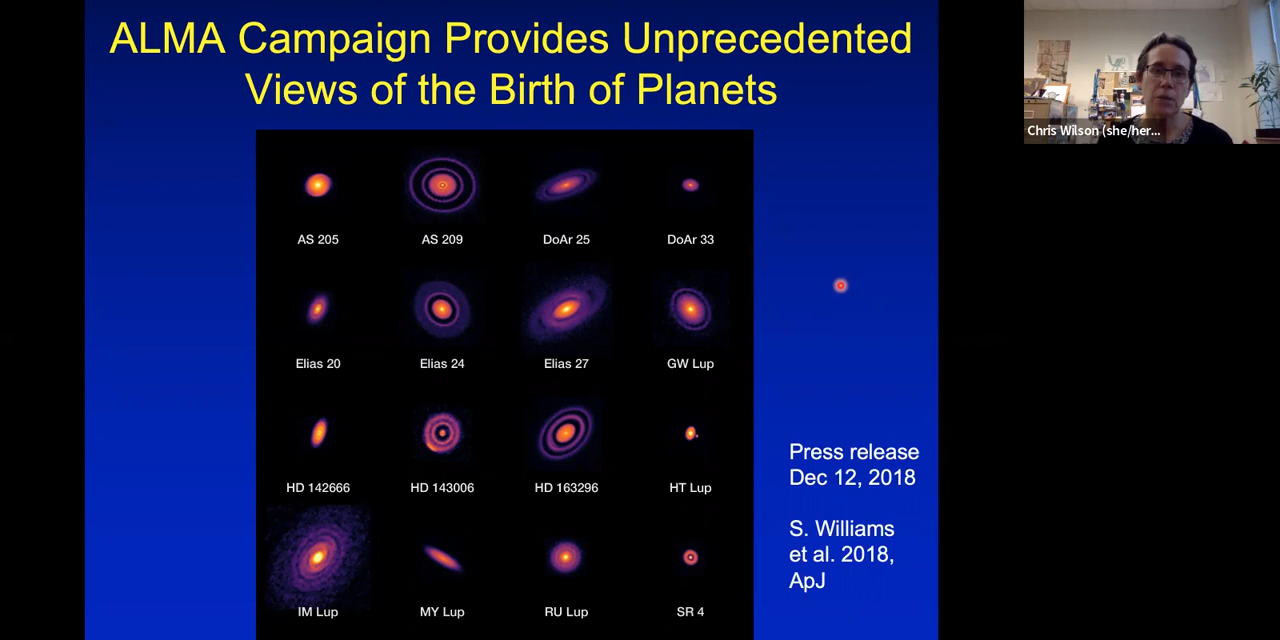 ALMA Campaign Provides Unprecedented
Views of the Birth of Planets
Chris Wilson (she/her...
AS 205
AS 209
DoAr 25
DoAr 33
Elias 20
Elias 24
Elias 27
GW Lup
HD 142666
HD 143006
HD 163296
HT Lup
IM Lup
MY Lup
RU Lup
SR 4
Press release
Dec 12, 2018
S. Williams
et al. 2018,
ApJ